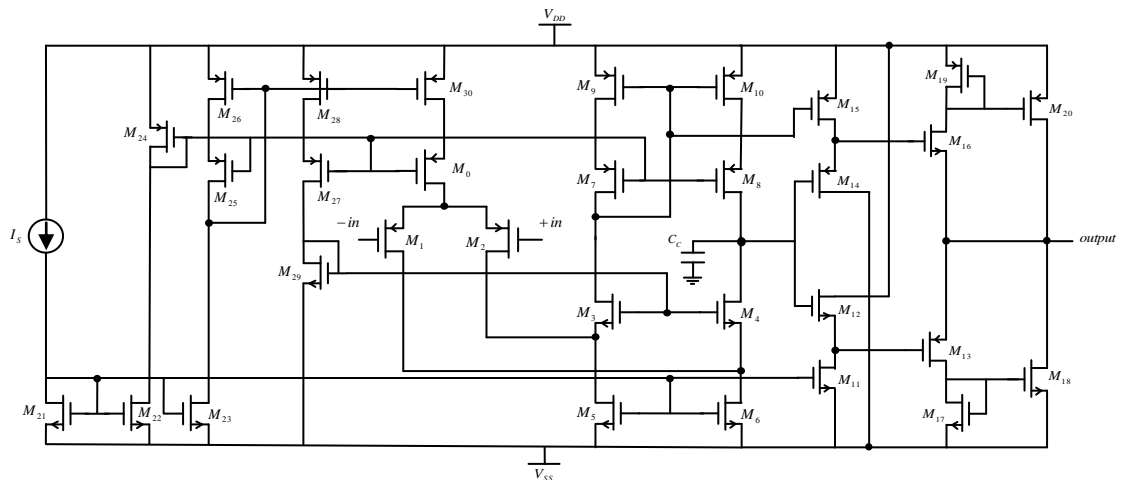 V_DD
M_9
M_10
M_19
M_26
M_28
M_30
M_15
M_20
M_24
M_16
M_25
M_27
M_0
M_7
M_8
M_14
−in
+in
I_S
M_1
M_2
C_C
output
M_29
M_3
M_4
M_12
M_13
M_11
M_18
M_21
M_22
M_23
M_5
M_6
M_17
V_SS